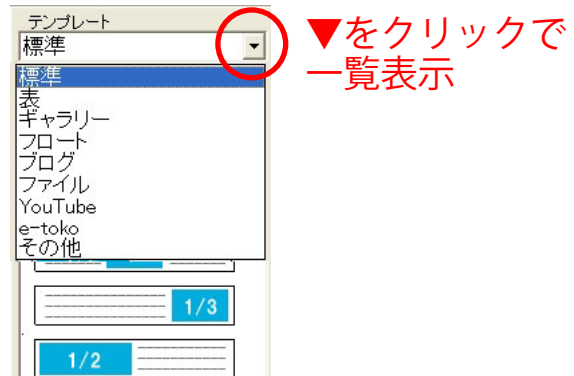 テンプレート
標準
▼をクリックで
一覧表示
標準
表
ギャラリー
フロート
ブログ
ファイル
YouTube
e-toko
その他
1/3
1/2